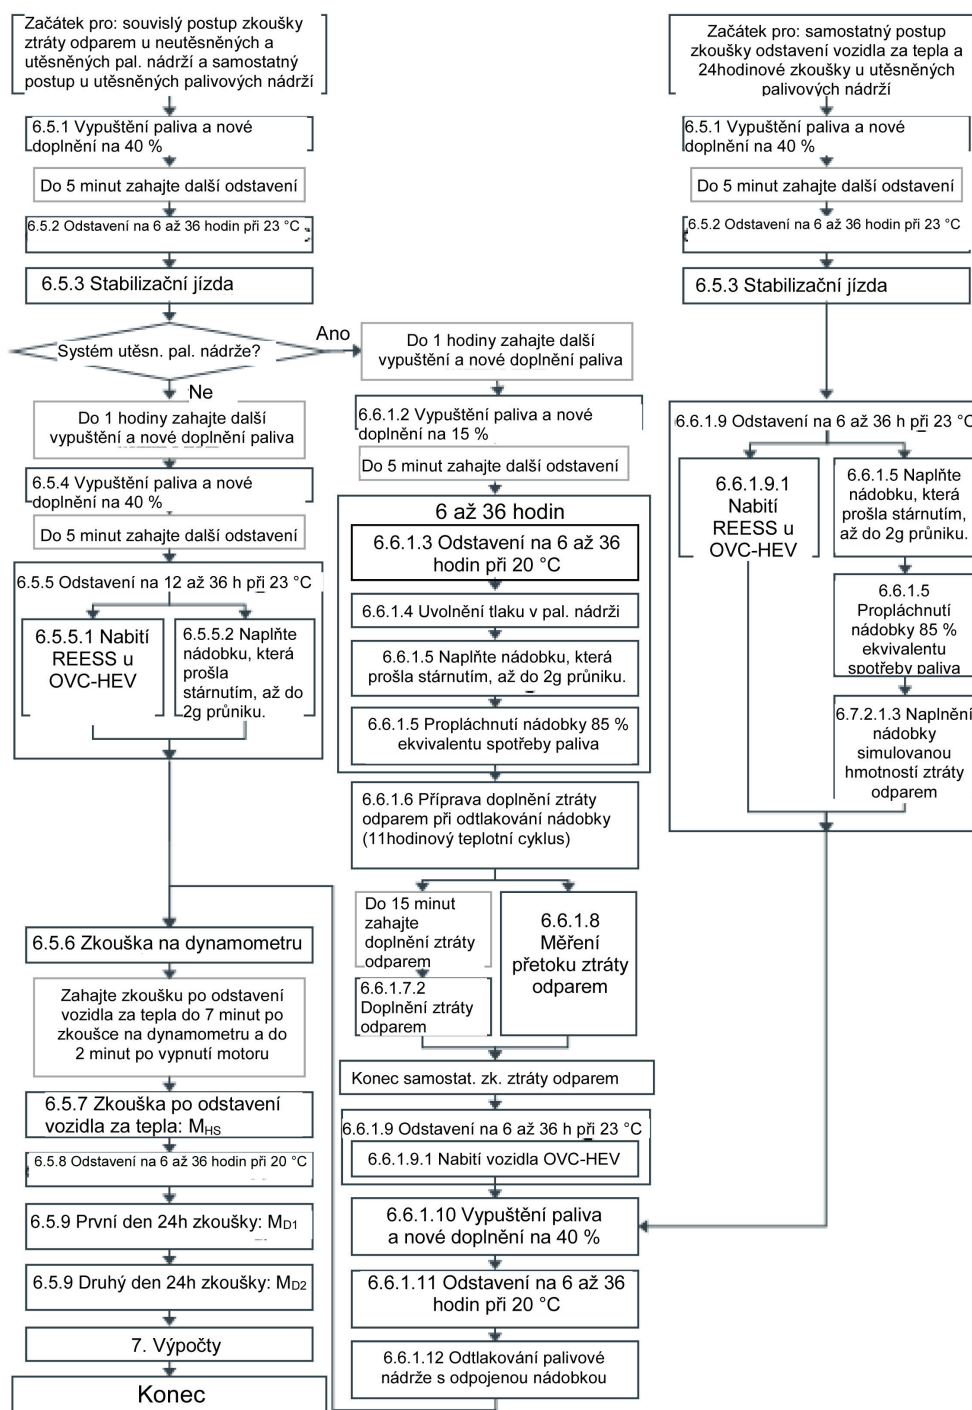 Začátek pro: souvislý postup zkoušky
ztráty odparem u neutěsněných a
utěsněných pal. nádrží a samostatný
postup u utěsněných palivových nádrží
6.5.1 Vypuštění paliva a nové
doplnění na 40 %
Do 5 minut zahajte další odstavení
6.5.2 Odstavení na 6 až 36 hodin při 23 °C
6.5.3 Stabilizační jízda
Systém utěsn. pal. nádrže?
Ano
Ne
Do 1 hodiny zahajte další
vypuštění a nové doplnění paliva
6.5.4 Vypuštění paliva a nové
doplnění na 40 %
Do 5 minut zahajte další odstavení
6.5.5 Odstavení na 12 až 36 h při 23 °C
6.5.5.1 Nabití
REESS u
OVC-HEV
6.5.5.2 Naplňte
nádobku, která
prošla
stárnutím, až do
2g průniku.
6.5.6 Zkouška na dynamometru
Zahajte zkoušku po odstavení
vozidla za tepla do 7 minut po
zkoušce na dynamometru a do
2 minut po vypnutí motoru
6.5.7 Zkouška po odstavení
vozidla za tepla: MHS
6.5.8 Odstavení na 6 až 36 hodin při 20 °C
6.5.9 První den 24h zkoušky: MD1
6.5.9 Druhý den 24h zkoušky: MD2
7. Výpočty
Konec
Do 1 hodiny zahajte další
vypuštění a nové doplnění paliva
6.6.1.2 Vypuštění paliva a nové
doplnění na 15 %
Do 5 minut zahajte další odstavení
6 až 36 hodin
6.6.1.3 Odstavení na 6 až 36
hodin při 20 °C
6.6.1.4 Uvolnění tlaku v pal. nádrži
6.6.1.5 Naplňte nádobku, která
prošla stárnutím, až do 2g průniku.
6.6.1.5 Propláchnutí nádobky 85 %
ekvivalentu spotřeby paliva
6.6.1.6 Příprava doplnění ztráty
odparem při odtlakování nádobky
(11hodinový teplotní cyklus)
Do 15 minut
zahajte
doplnění ztráty
odparem
6.6.1.7.2
Doplnění ztráty
odparem
6.6.1.8
Měření
přetoku ztráty
odparem
Konec samostat. zk. ztráty odparem
6.6.1.9 Odstavení na 6 až 36 h při 23 °C
6.6.1.9.1 Nabití vozidla OVC-HEV
6.6.1.10 Vypuštění paliva
a nové doplnění na 40 %
6.6.1.11 Odstavení na 6 až 36
hodin při 20 °C
6.6.1.12 Odtlakování palivové
nádrže s odpojenou nádobkou
Začátek pro: samostatný postup
zkoušky odstavení vozidla za tepla a
24hodinové zkoušky u utěsněných
palivových nádrží
6.5.1 Vypuštění paliva a nové
doplnění na 40 %
Do 5 minut zahajte další odstavení
6.5.2 Odstavení na 6 až 36 hodin při 23 °C
6.5.3 Stabilizační jízda
6.6.1.9 Odstavení na 6 až 36 h při 23 °C
6.6.1.9.1
Nabití
REESS u
OVC-HEV
6.6.1.5 Naplňte
nádobku, která
prošla stárnutím,
až do 2g průniku.
6.6.1.5
Propláchnutí
nádobky 85 %
ekvivalentu
spotřeby paliva
6.7.2.1.3 Naplnění
nádobky
simulovanou
hmotností ztráty
odparem